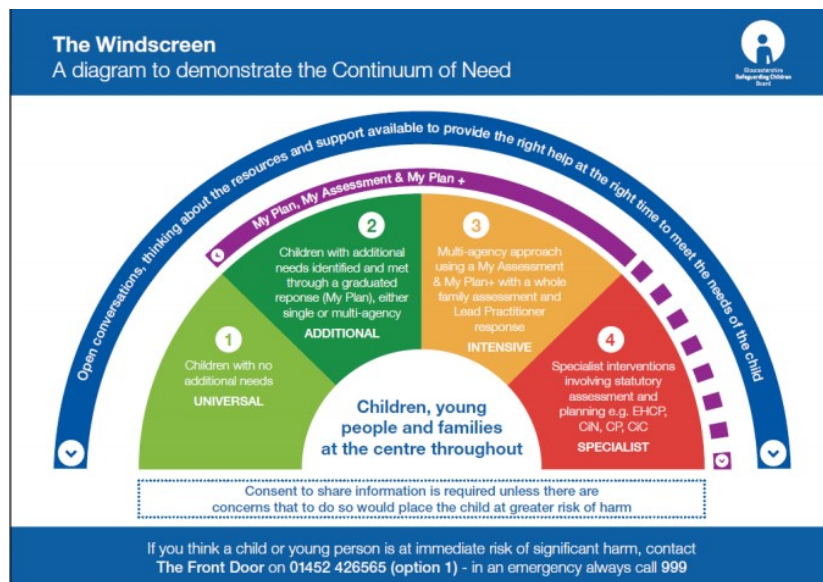 The Windscreen
A diagram to demonstrate the Continuum of Need
Gloucestershire
Safeguarding Children
Board
Open conversations, thinking about the resources and support available to provide the right help at the right time to meet the needs of the child
My Plan, My Assessment & My Plan +
1
Children with no
additional needs
UNIVERSAL
2
Children with additional
needs identified and met
through a graduated
reponse (My Plan), either
single or multi-agency
ADDITIONAL
3
Multi-agency approach
using a My Assessment
& My Plan+ with a whole
family assessment and
Lead Practitioner
response
INTENSIVE
4
Specialist interventions
involving statutory
assessment and
planning e.g. EHCP,
CiN, CP, CiC
SPECIALIST
Children, young
people and families
at the centre throughout
Consent to share information is required unless there are
concerns that to do so would place the child at greater risk of harm
If you think a child or young person is at immediate risk of significant harm, contact
The Front Door on 01452 426565 (option 1) - in an emergency always call 999